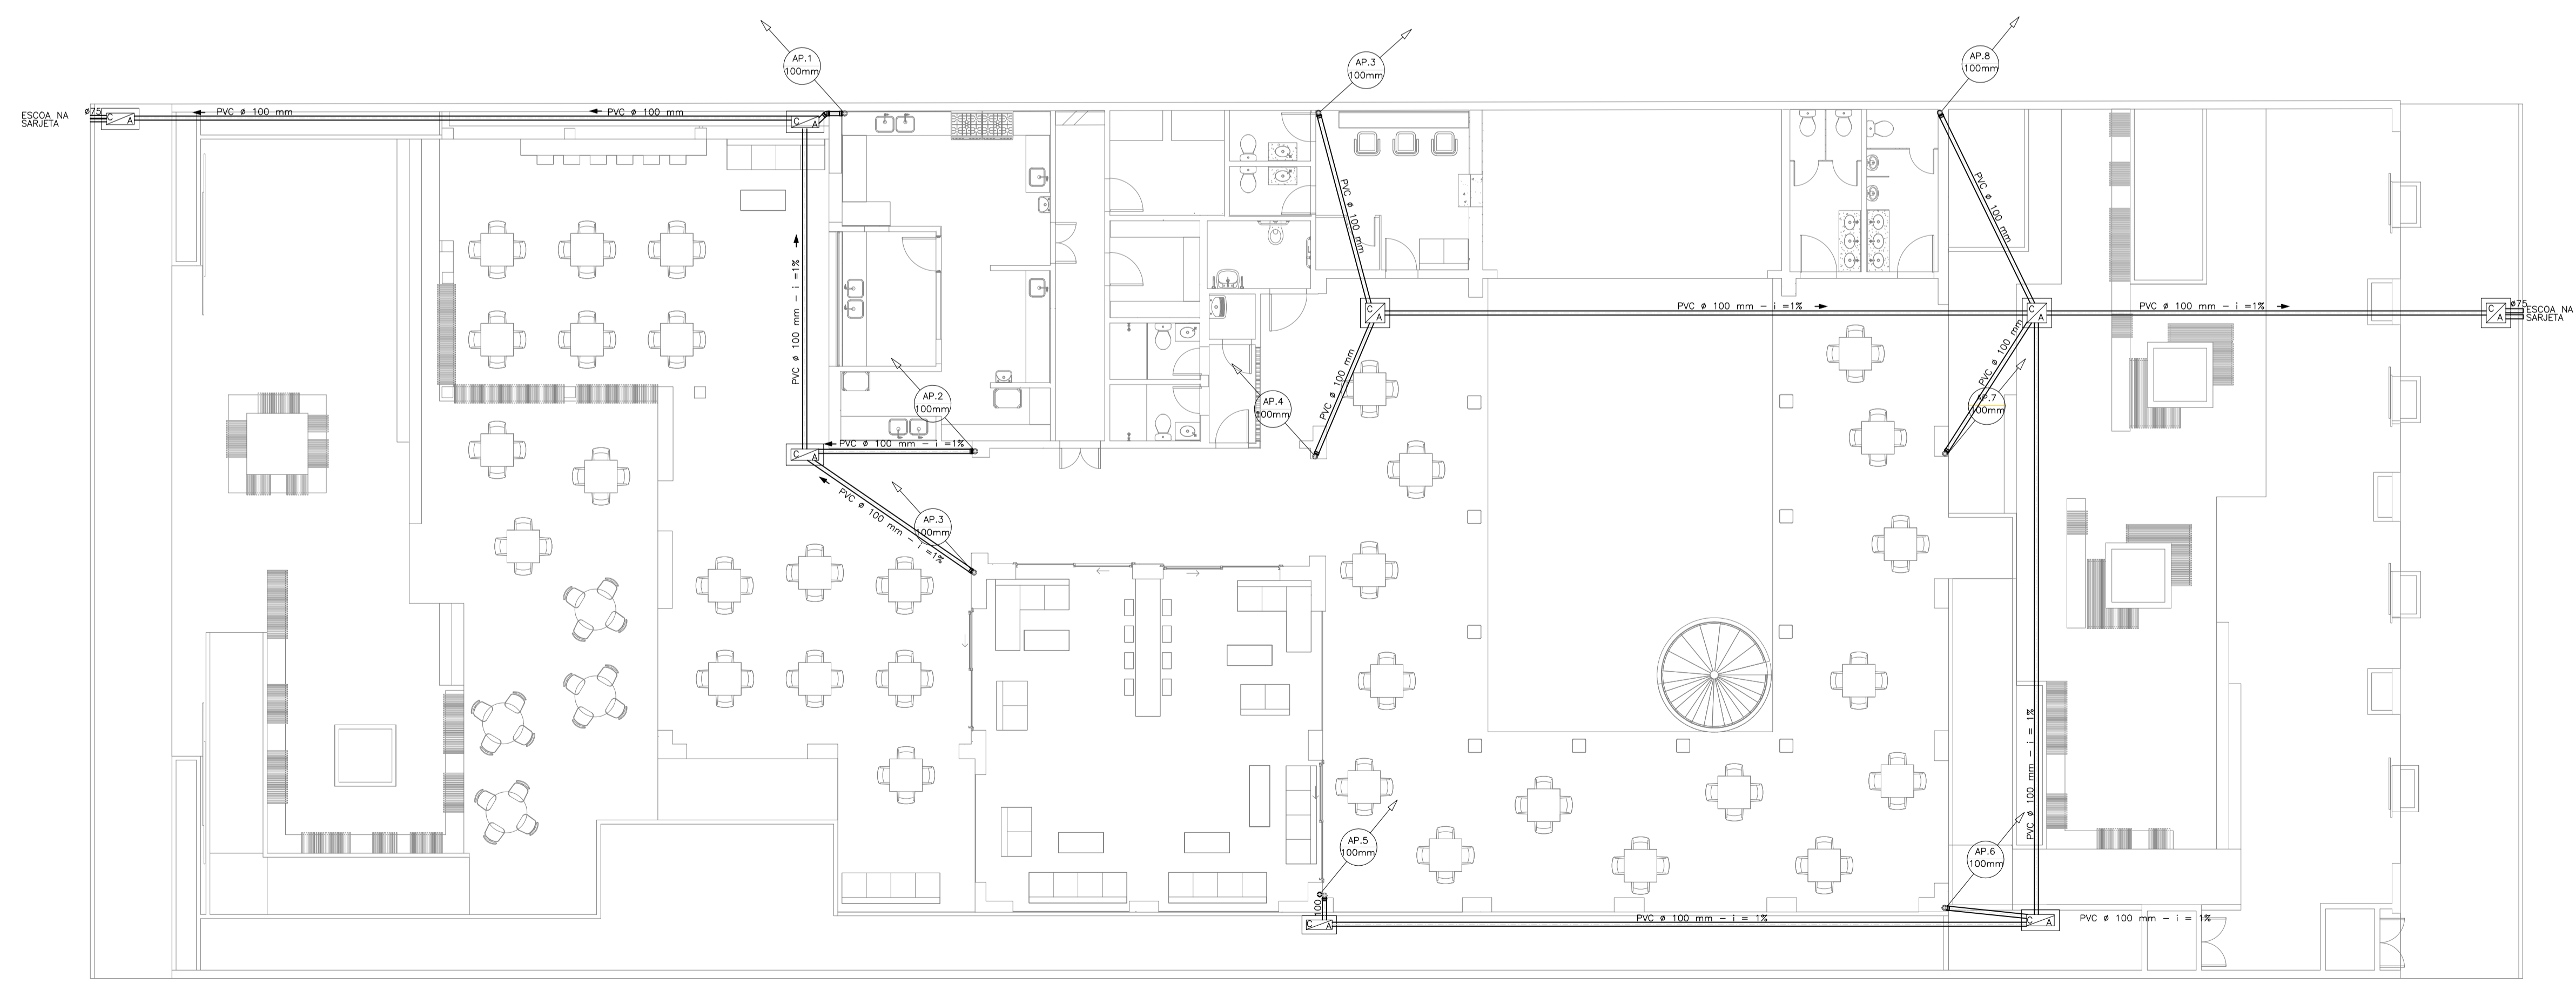 AP.1
100mm
AP.3
100mm
AP.8
100mm
ESCOA NA
SARJETA
ø75
C
A
PVC ø 100 mm
PVC ø 100 mm
C
A
PVC ø 100 mm - i =1%
PVC ø 100 mm
PVC ø 100 mm
C
A
PVC ø 100 mm - i =1%
C
A
PVC ø 100 mm - i =1%
C
A
ø75
ESCOA NA
SARJETA
PVC ø 100 mm
PVC ø 100 mm
AP.2
100mm
AP.4
100mm
AP.7
100mm
C
A
PVC ø 100 mm - i =1%
PVC ø 100 mm - i =1%
AP.3
100mm
PVC ø 100 mm - i =1%
AP.5
100mm
AP.6
100mm
100
C
A
PVC ø 100 mm - i = 1%
C
A
PVC ø 100 mm - i = 1%